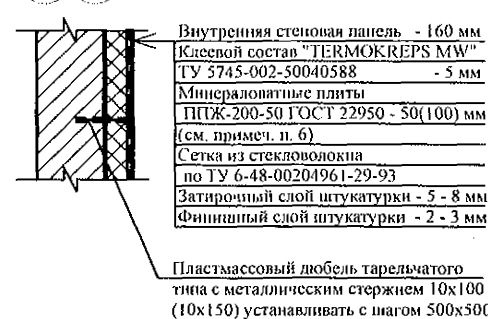 Внутренняя стеновая панель - 160 мм
Клеевой состав "TERMOKREPS MW"
ТУ 5745-002-50040588 - 5 мм
Минераловатные плиты
ППЖ-200-50 ГОСТ 22950 - 50(100) мм
(см. примеч. п. 6)
Сетка из стекловолокна
по ТУ 6-48-00204961-29-93
Затирочный слой штукатурки - 5 - 8 мм
Финишный слой штукатурки - 2 - 3 мм
Пластмассовый дюбель тарельчатого
типа с металлическим стержнем 10х100
(10х150) устанавливать с шагом 500х500